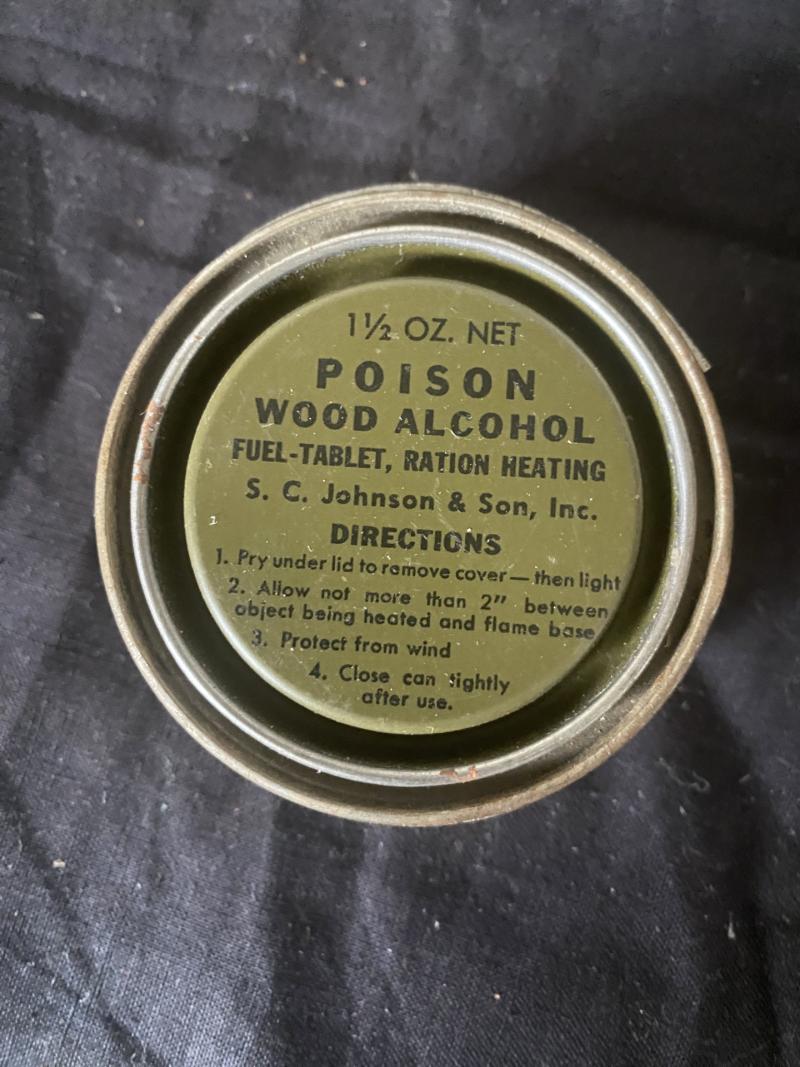 1½ OZ. NET
POISON
WOOD ALCOHOL
FUEL-TABLET, RATION HEATING
S. C. Johnson & Son, Inc.
DIRECTIONS
1. Pry under lid to remove cover — then light
2. Allow not more than 2" between
object being heated and flame base
3. Protect from wind
4. Close can tightly
after use.